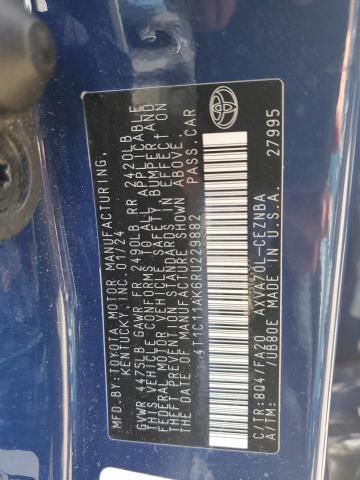 MFD.BY:TOYOTA MOTOR MANUFACTURING,
KENTUCKY, INC. 01/24
GVWR 4475LB GAWR FR 2490LB RR 2420LB
THIS VEHICLE CONFORMS TO ALL APPLICABLE
FEDERAL MOTOR VEHICLE SAFETY, BUMPER, AND
THEFT PREVENTION STANDARDS IN EFFECT ON
THE DATE OF MANUFACTURE SHOWN ABOVE.
4T1C11AK6RU229882 PASS.CAR
C/TR:8Q4/FA20 AXVA70L-CEZNBA
A/TM: /UB80E MADE IN U.S.A.
27995